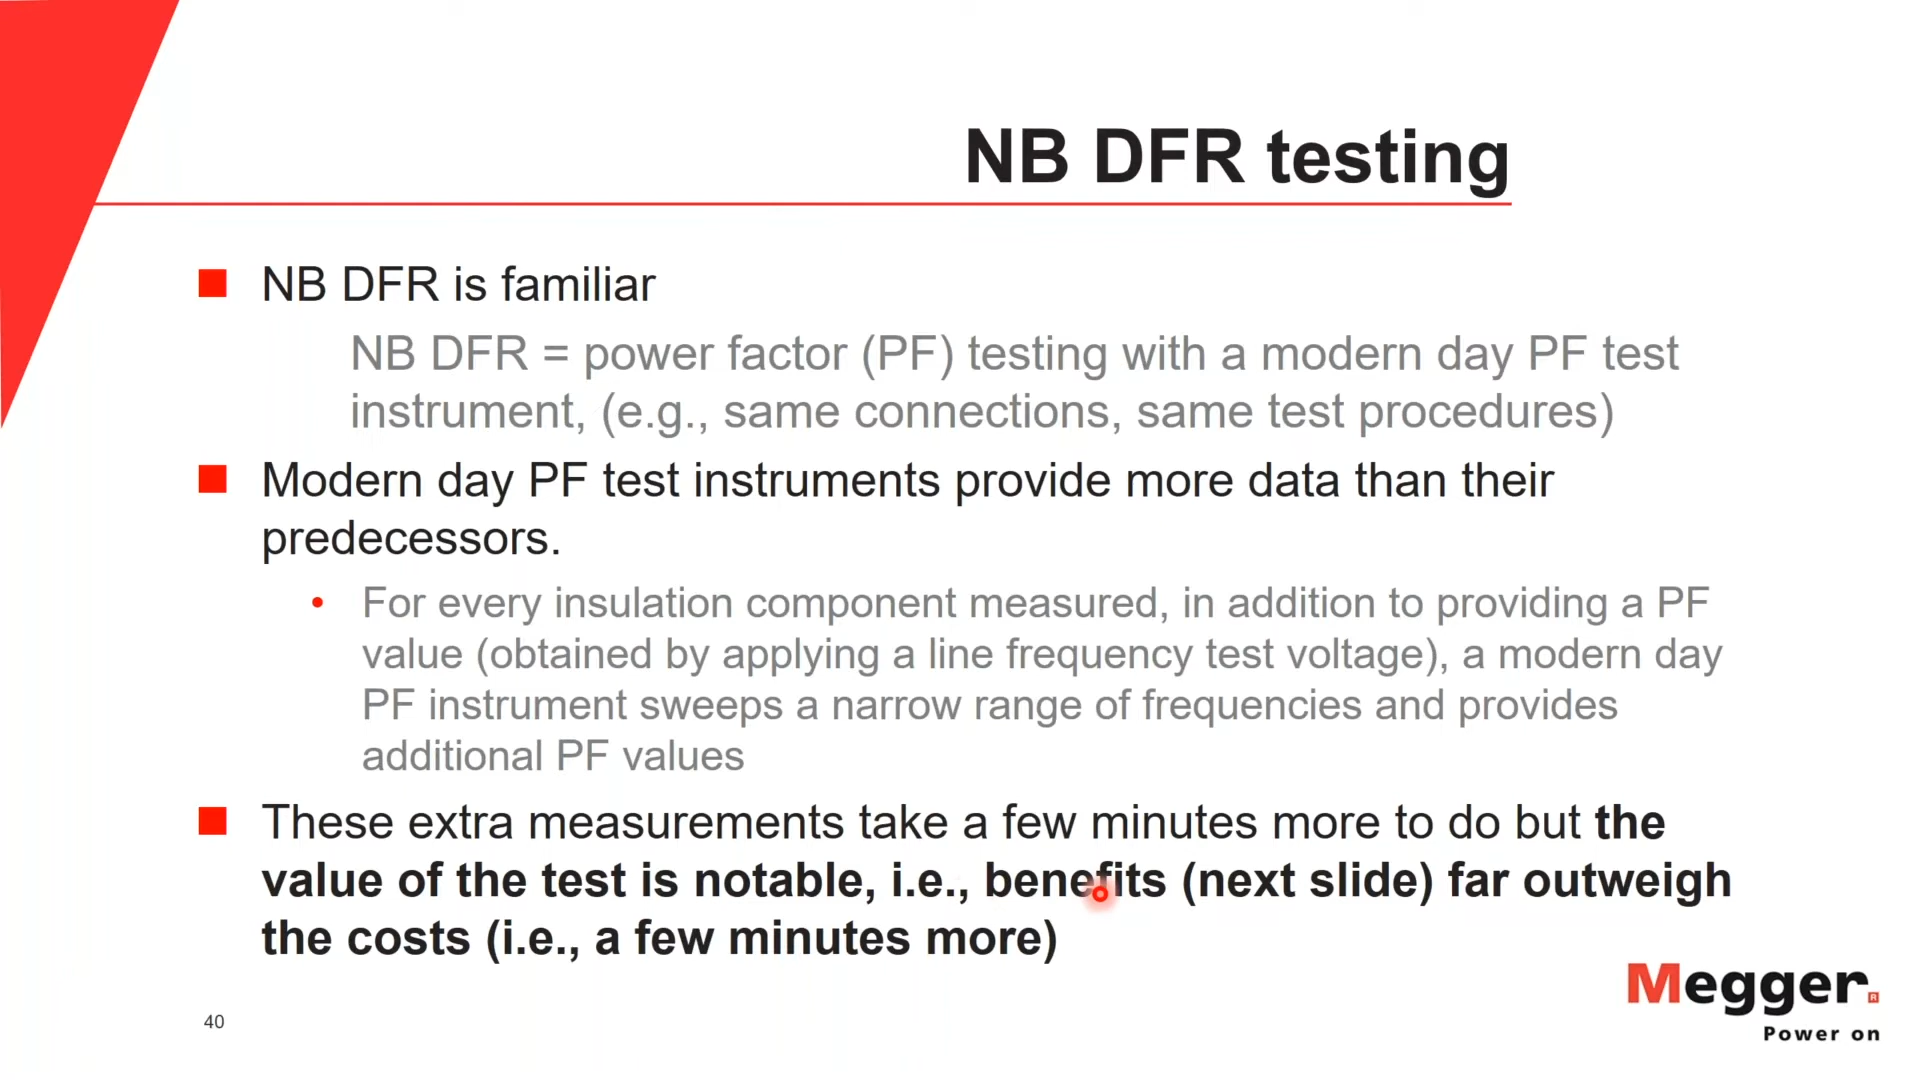 NB DFR testing
NB DFR is familiar
NB DFR = power factor (PF) testing with a modern day PF test
instrument, (e.g., same connections, same test procedures)
Modern day PF test instruments provide more data than their
predecessors.
For every insulation component measured, in addition to providing a PF
value (obtained by applying a line frequency test voltage), a modern day
PF instrument sweeps a narrow range of frequencies and provides
additional PF values
These extra measurements take a few minutes more to do but the
value of the test is notable, i.e., benefits (next slide) far outweigh
the costs (i.e., a few minutes more)
Megger®
Power on
40